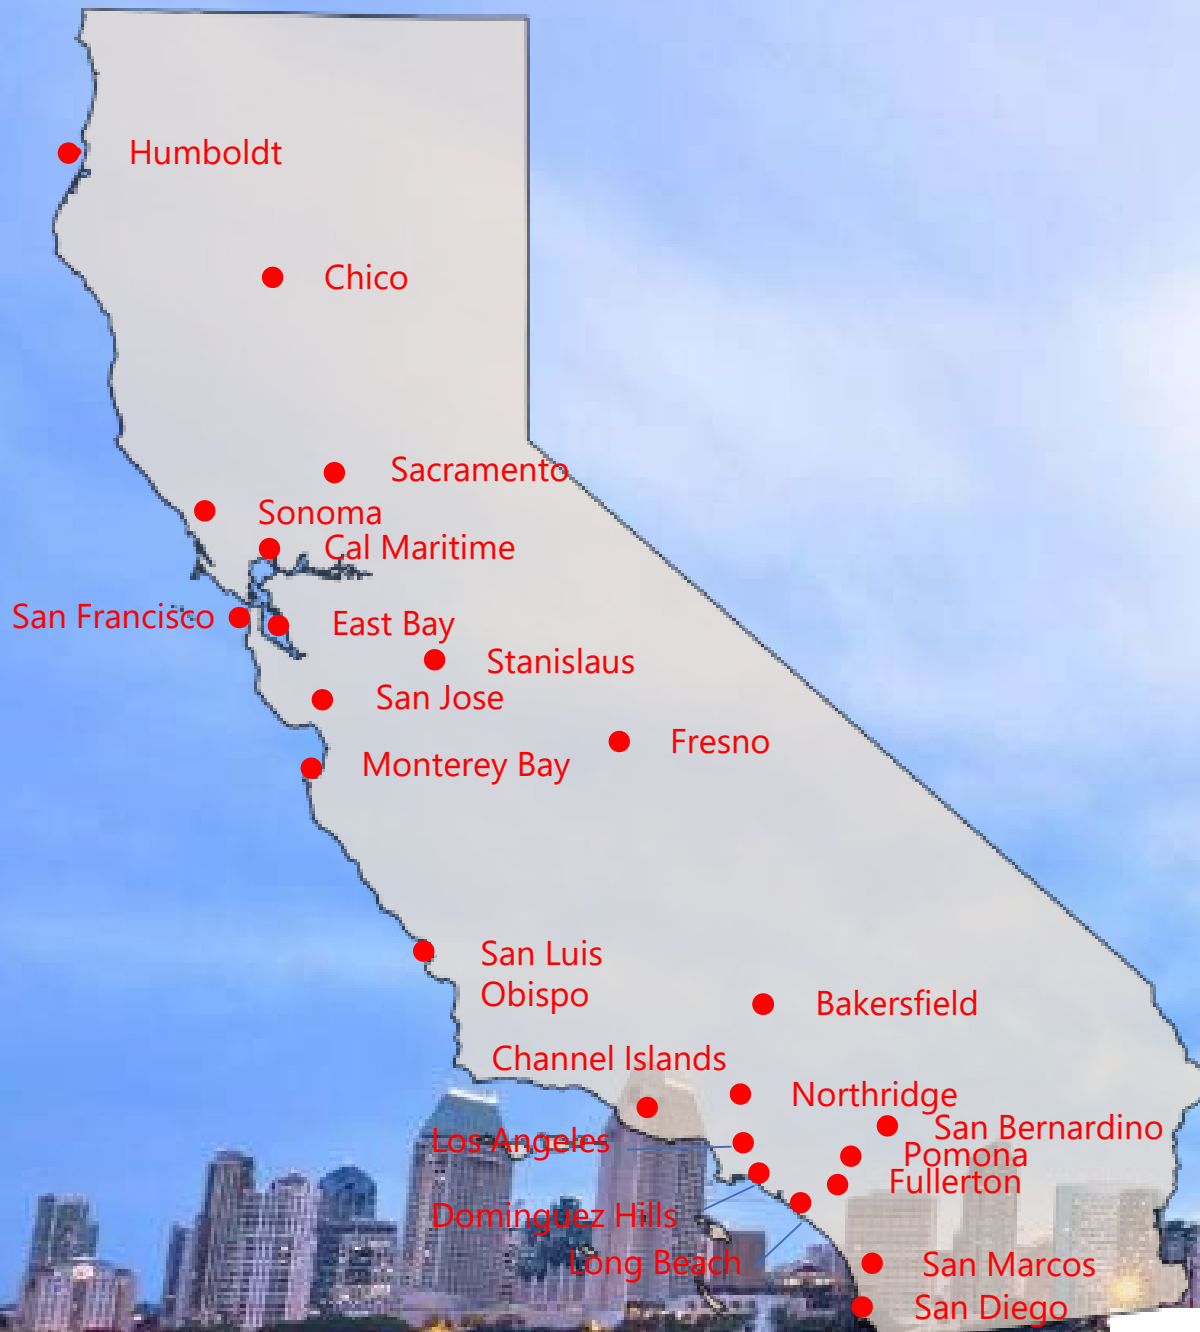 Humboldt
Chico
Sacramento
Sonoma
Cal Maritime
San Francisco
East Bay
Stanislaus
San Jose
Fresno
Monterey Bay
San Luis
Obispo
Bakersfield
Channel Islands
Northridge
San Bernardino
Los Angeles
Pomona
Fullerton
Dominguez Hills
Long Beach
San Marcos
San Diego